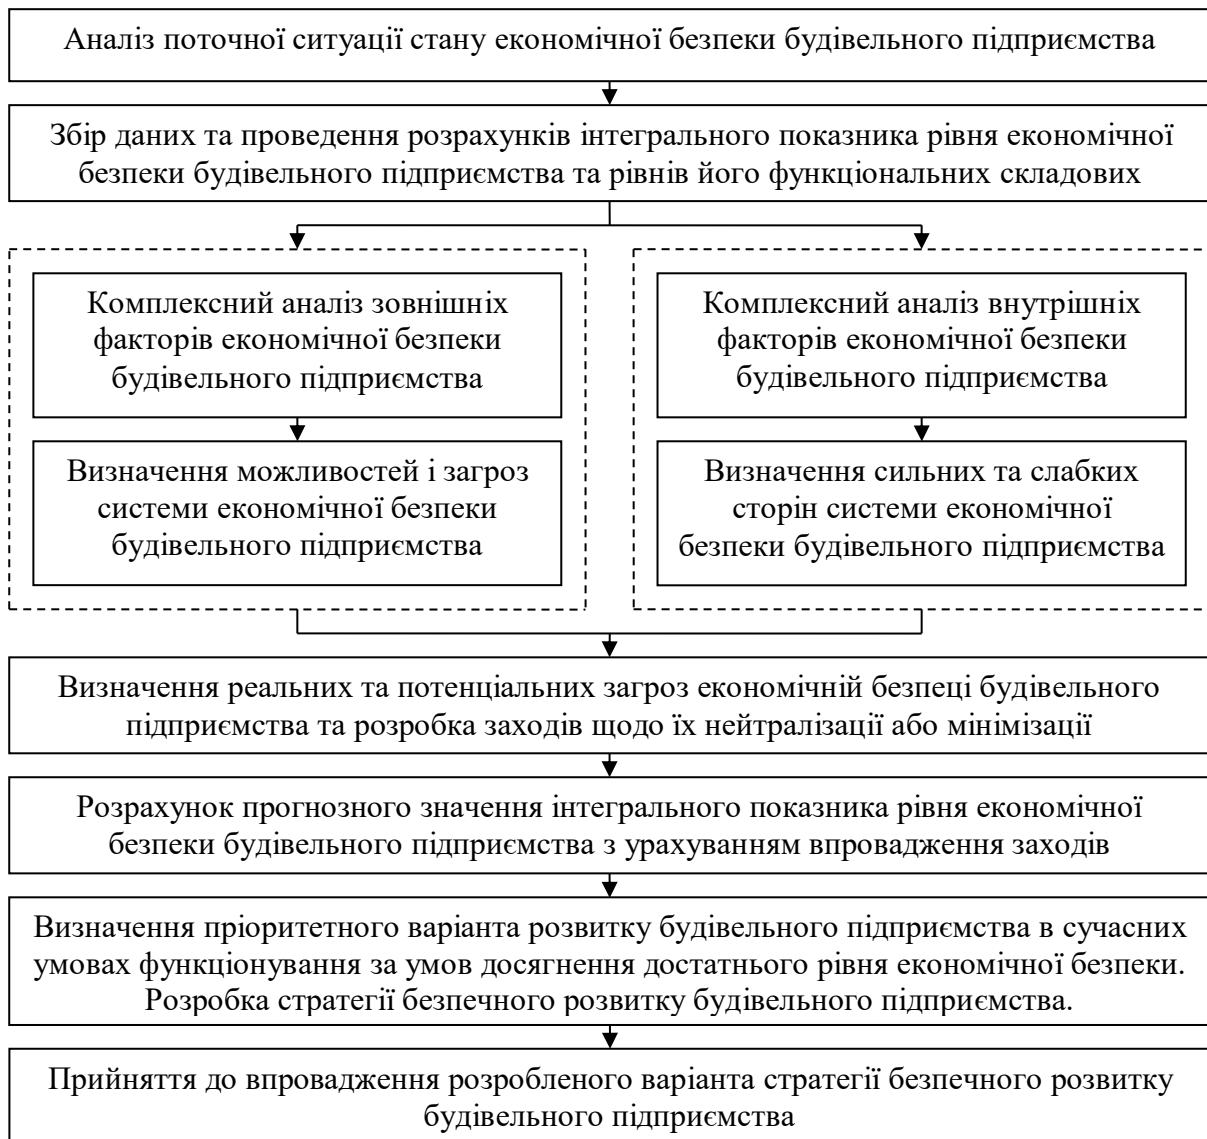 Аналіз поточної ситуації стану економічної безпеки будівельного підприємства
Збір даних та проведення розрахунків інтегрального показника рівня економічної
безпеки будівельного підприємства та рівнів його функціональних складових
Комплексний аналіз зовнішніх
факторів економічної безпеки
будівельного підприємства
Визначення можливостей і загроз
системи економічної безпеки
будівельного підприємства
Комплексний аналіз внутрішніх
факторів економічної безпеки
будівельного підприємства
Визначення сильних та слабких
сторін системи економічної
безпеки будівельного підприємства
Визначення реальних та потенціальних загроз економічній безпеці будівельного
підприємства та розробка заходів щодо їх нейтралізації або мінімізації
Розрахунок прогнозного значення інтегрального показника рівня економічної
безпеки будівельного підприємства з урахуванням впровадження заходів
Визначення пріоритетного варіанта розвитку будівельного підприємства в сучасних
умовах функціонування за умов досягнення достатнього рівня економічної безпеки.
Розробка стратегії безпечного розвитку будівельного підприємства.
Прийняття до впровадження розробленого варіанта стратегії безпечного розвитку
будівельного підприємства